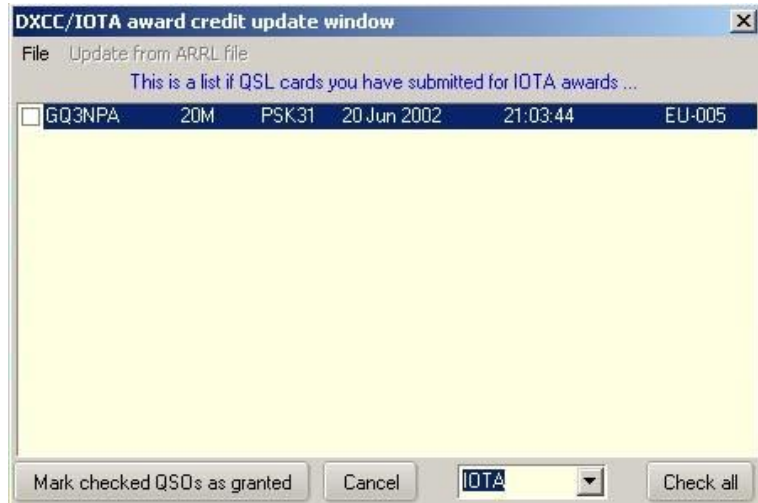 DXCC/IOTA award credit update window
File Update from ARRL file
This is a list if QSL cards you have submitted for IOTA awards ...
GQ3NPA 20M PSK31 20 Jun 2002 21:03:44 EU-005
Mark checked QSOs as granted Cancel IOTA Check all